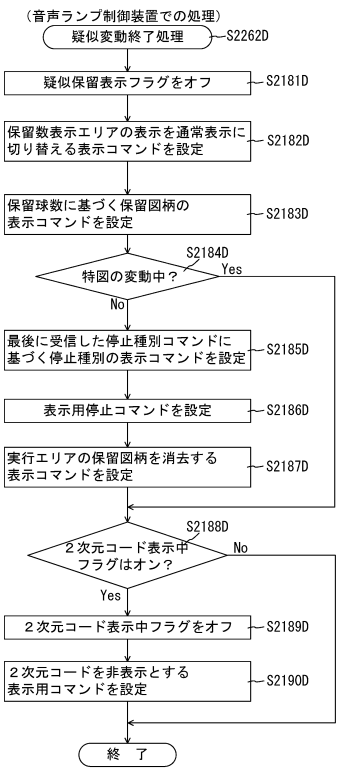 （音声ランプ制御装置での処理）
疑似変動終了処理
S2262D
疑似保留表示フラグをオフ
S2181D
保留数表示エリアの表示を通常表示に
切り替える表示コマンドを設定
S2182D
保留球数に基づく保留図柄の
表示コマンドを設定
S2183D
S2184D
特図の変動中？
Yes
No
最後に受信した停止種別コマンドに
基づく停止種別の表示コマンドを設定
S2185D
表示用停止コマンドを設定
S2186D
実行エリアの保留図柄を消去する
表示コマンドを設定
S2187D
S2188D
２次元コード表示中
フラグはオン？
No
Yes
２次元コード表示中フラグをオフ
S2189D
２次元コードを非表示とする
表示用コマンドを設定
S2190D
終　了